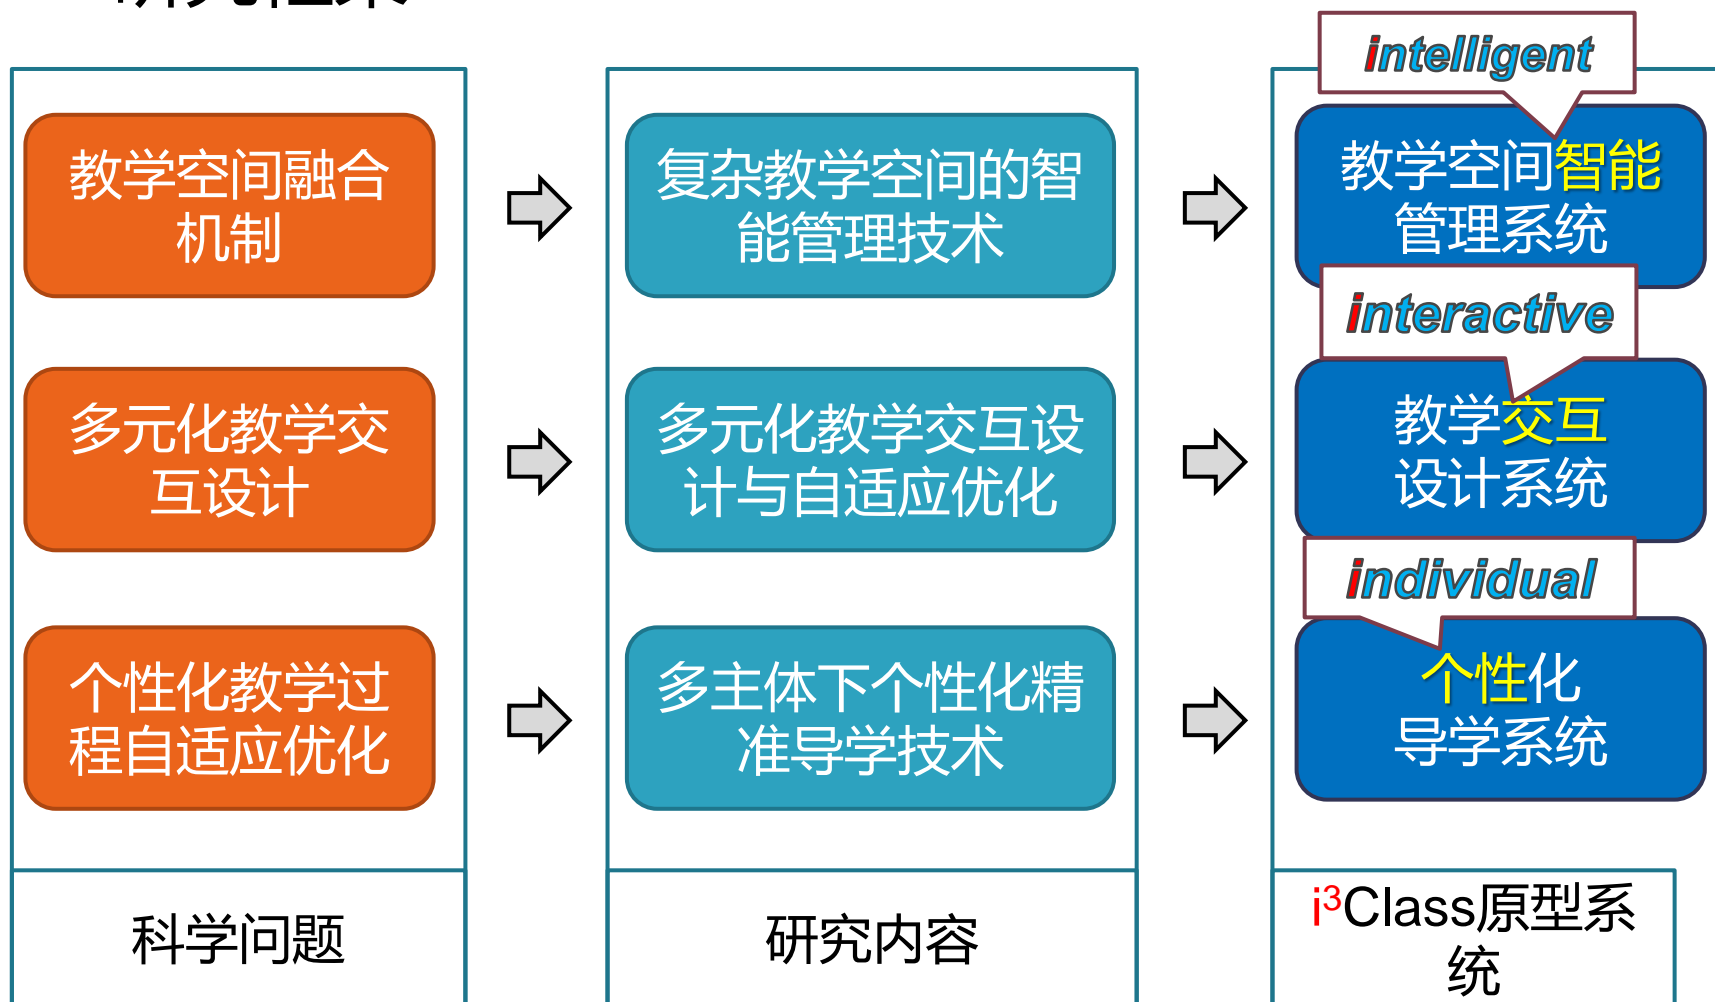 研究框架
教学空间融合
机制
复杂教学空间的智
能管理技术
intelligent
教学空间智能
管理系统
多元化教学交
互设计
多元化教学交互设
计与自适应优化
interactive
教学交互
设计系统
个性化教学过
程自适应优化
多主体下个性化精
准导学技术
individual
个性化
导学系统
科学问题
研究内容
i³Class原型系
统